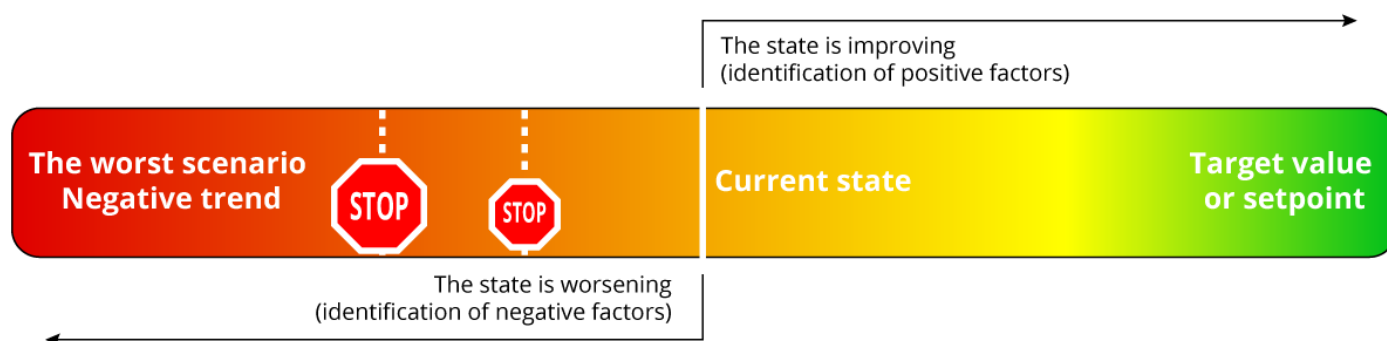 The state is improving
(identification of positive factors)
The worst scenario
Negative trend
STOP
STOP
Current state
Target value
or setpoint
The state is worsening
(identification of negative factors)